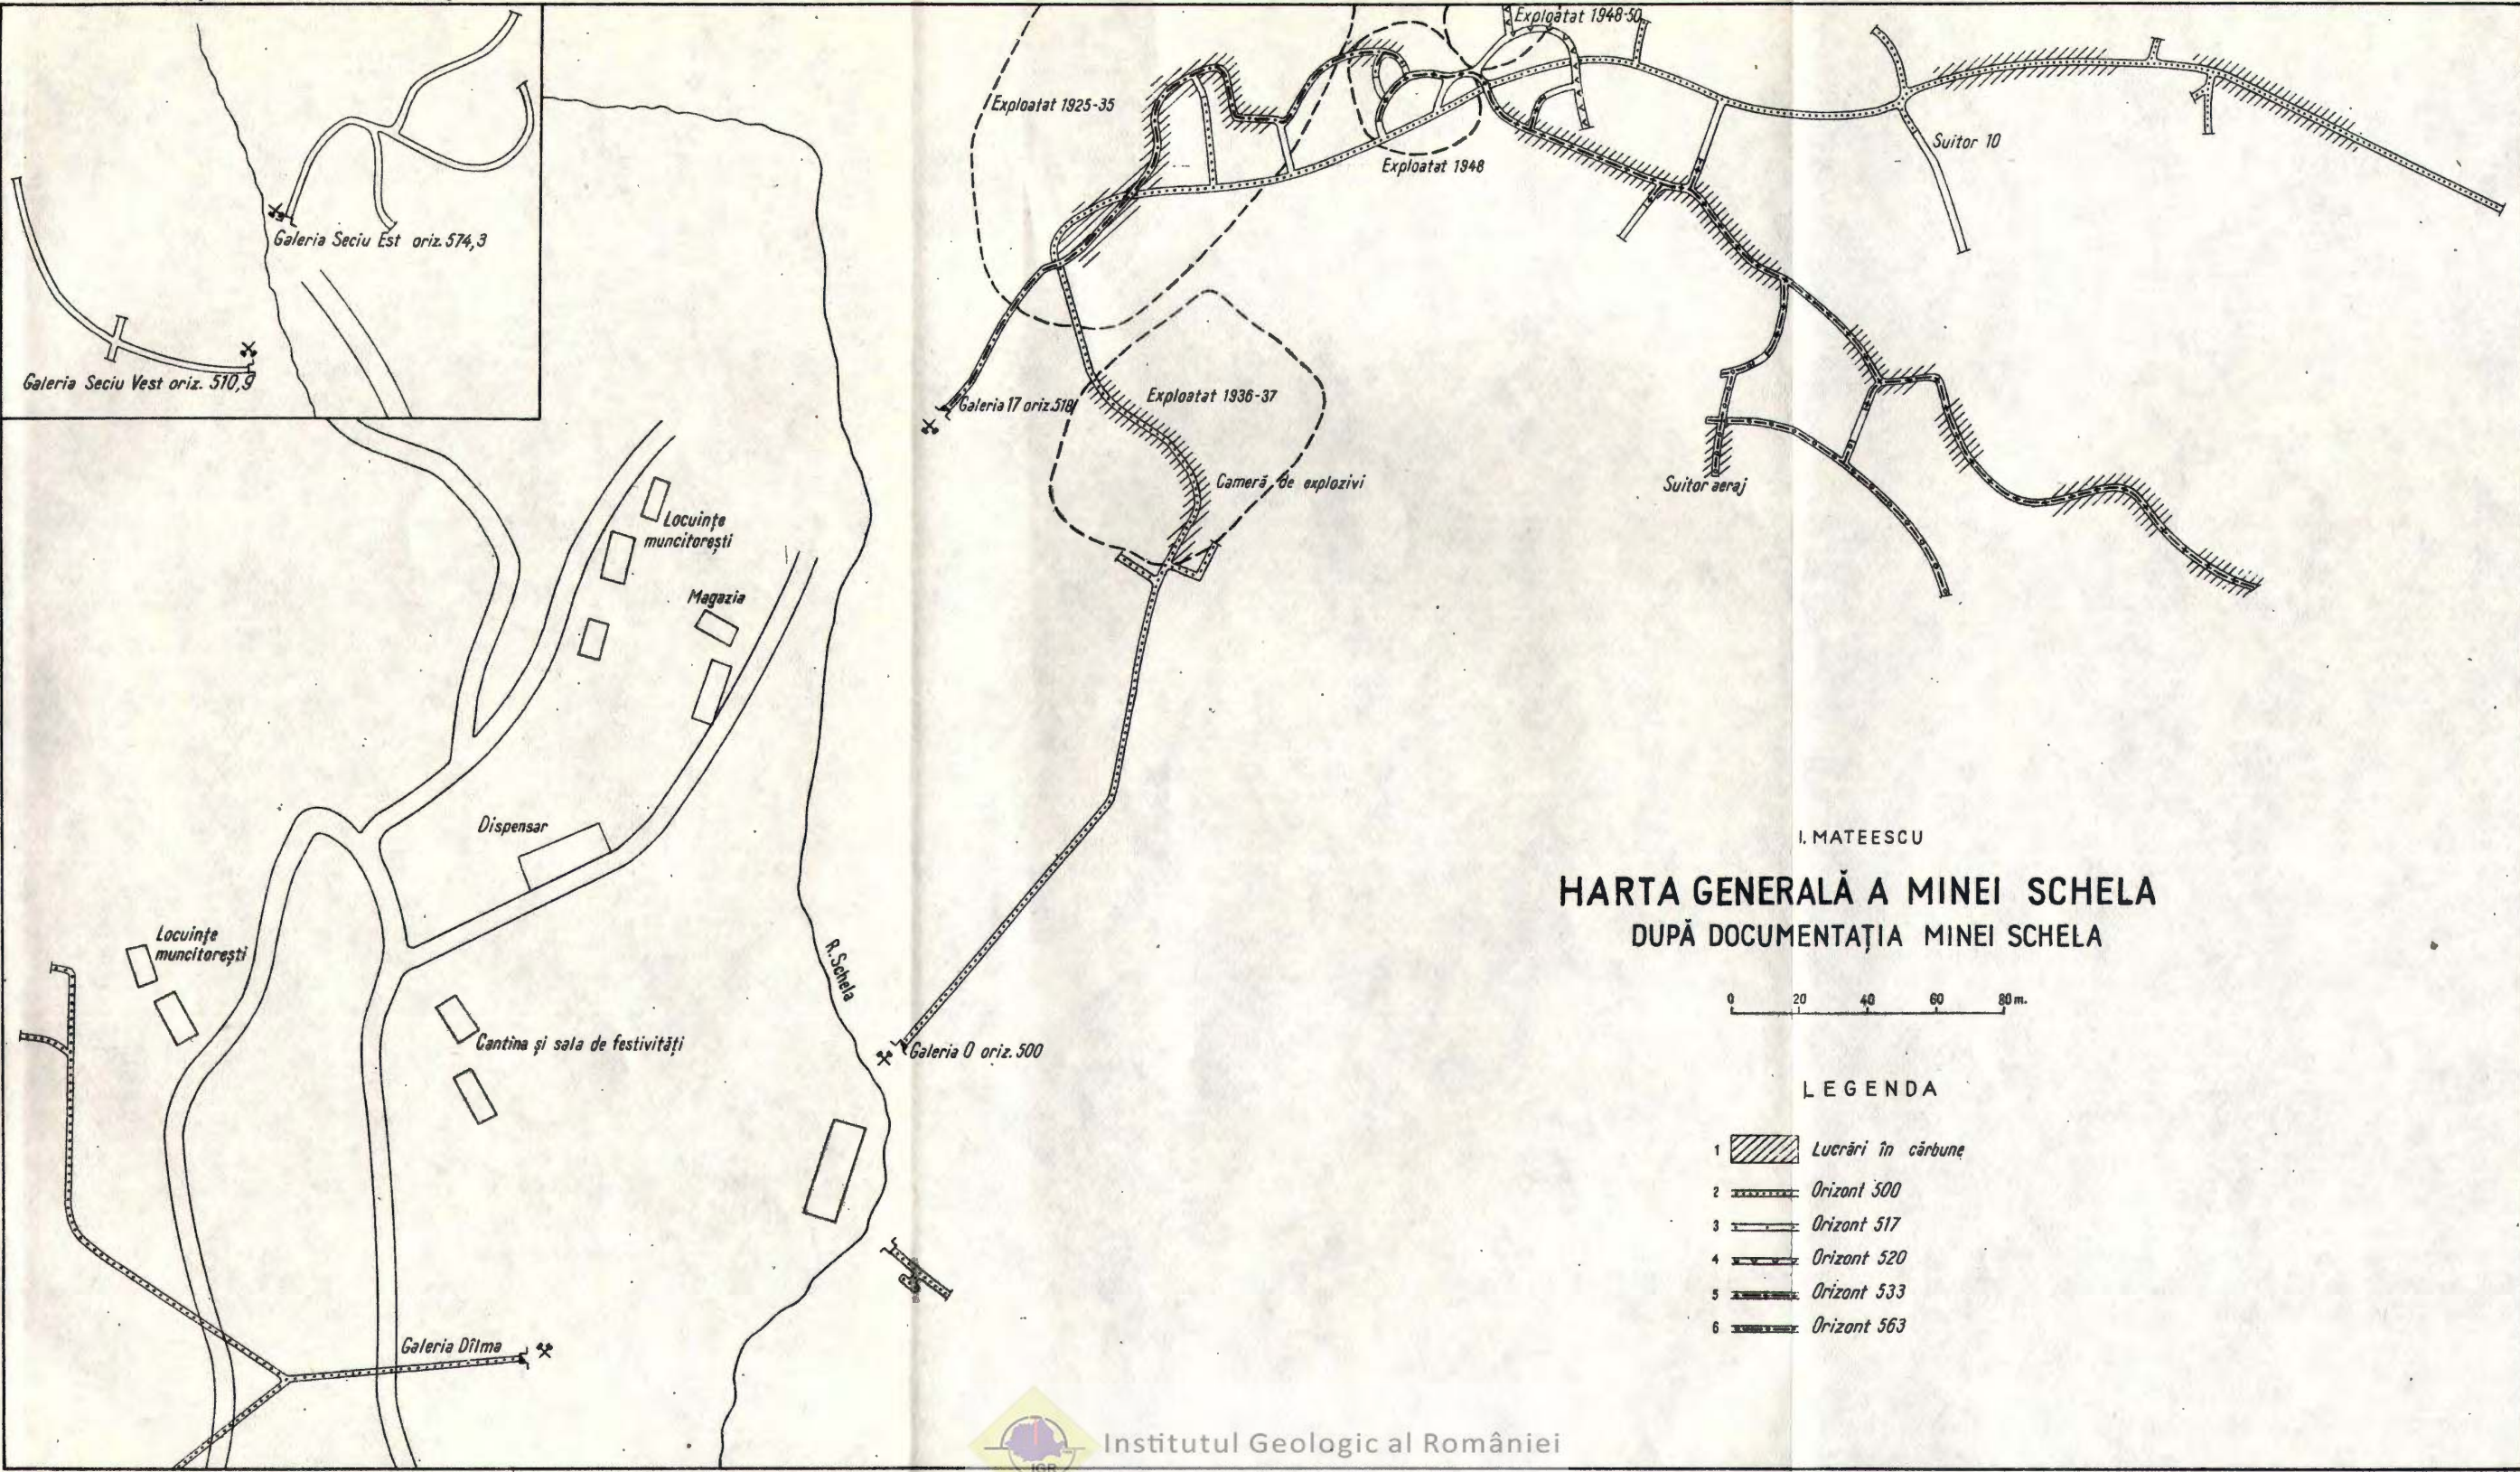 Exploatat 1948-50
Exploatat 1925-35
Exploatat 1948
Suitor 10
Galeria Seciu Est oriz. 574,3
Galeria Seciu Vest oriz. 510,9
Galeria 17 oriz. 518
Exploatat 1936-37
Cameră de explozivi
Suitor aeraj
Locuințe
muncitorești
Magazia
Dispensar
Locuințe
muncitorești
R. Schela
Cantina și sala de festivități
Galeria 0 oriz. 500
Galeria Dîlma
I. MATEESCU
HARTA GENERALĂ A MINEI SCHELA
DUPĂ DOCUMENTAȚIA MINEI SCHELA
0 20 40 60 80 m.
LEGENDA
1 Lucrări în cărbune
2 Orizont 500
3 Orizont 517
4 Orizont 520
5 Orizont 533
6 Orizont 563
Institutul Geologic al României
IGR